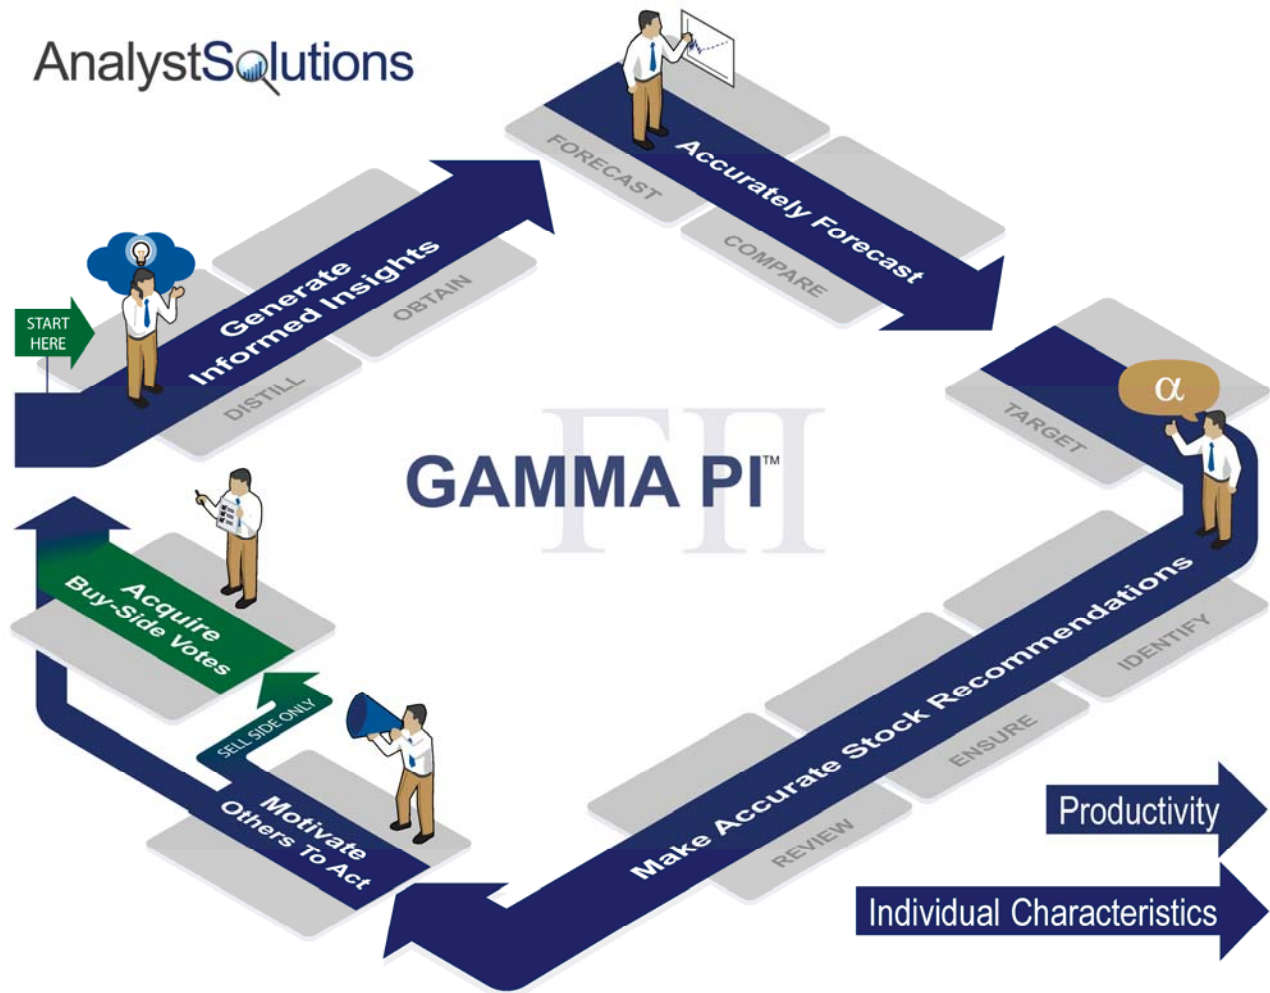 AnalystSolutions
START
HERE
Generate
Informed Insights
DISTILL
OBTAIN
FORECAST
COMPARE
Accurately Forecast
TARGET
α
ΓΠ
GAMMA PI™
IDENTIFY
ENSURE
REVIEW
Make Accurate Stock Recommendations
Motivate
Others To Act
SELL SIDE ONLY
Acquire
Buy-Side Votes
Productivity
Individual Characteristics